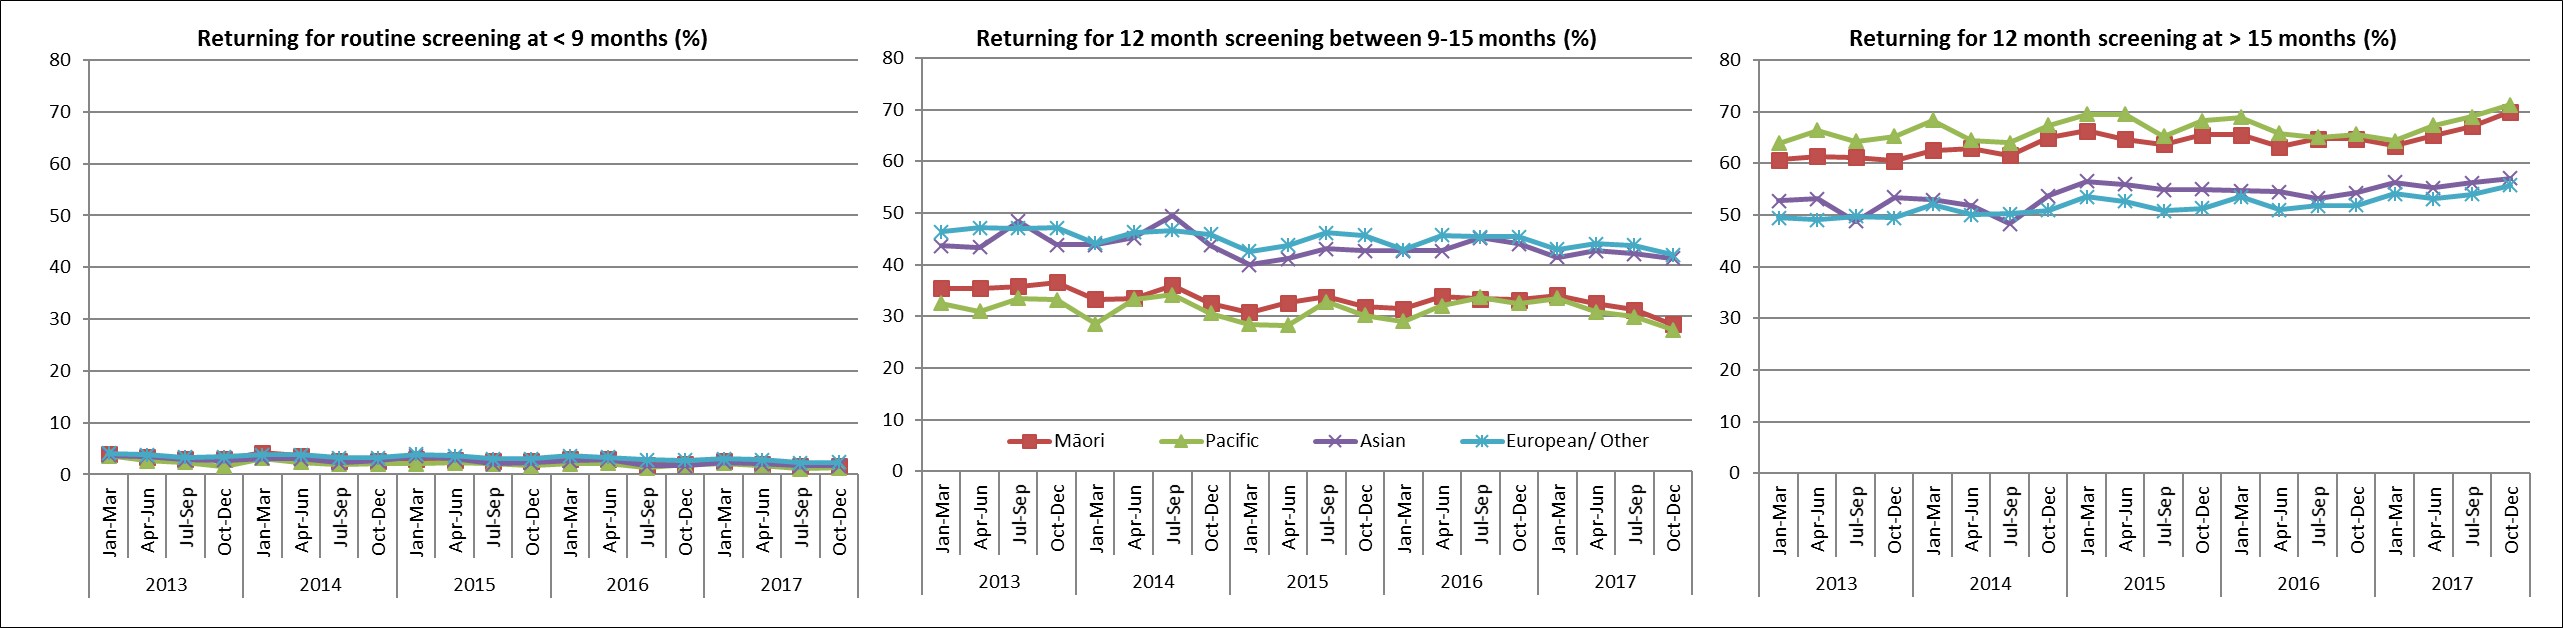 Returning for routine screening at < 9 months (%)
80
70
60
50
40
30
20
10
0
Jan-Mar
Apr-Jun
Jul-Sep
Oct-Dec
Jan-Mar
Apr-Jun
Jul-Sep
Oct-Dec
Jan-Mar
Apr-Jun
Jul-Sep
Oct-Dec
Jan-Mar
Apr-Jun
Jul-Sep
Oct-Dec
Jan-Mar
Apr-Jun
Jul-Sep
Oct-Dec
2013
2014
2015
2016
2017
Returning for 12 month screening between 9-15 months (%)
80
70
60
50
40
30
20
10
0
Māori
Pacific
Asian
European/ Other
Jan-Mar
Apr-Jun
Jul-Sep
Oct-Dec
Jan-Mar
Apr-Jun
Jul-Sep
Oct-Dec
Jan-Mar
Apr-Jun
Jul-Sep
Oct-Dec
Jan-Mar
Apr-Jun
Jul-Sep
Oct-Dec
Jan-Mar
Apr-Jun
Jul-Sep
Oct-Dec
2013
2014
2015
2016
2017
Returning for 12 month screening at > 15 months (%)
80
70
60
50
40
30
20
10
0
Jan-Mar
Apr-Jun
Jul-Sep
Oct-Dec
Jan-Mar
Apr-Jun
Jul-Sep
Oct-Dec
Jan-Mar
Apr-Jun
Jul-Sep
Oct-Dec
Jan-Mar
Apr-Jun
Jul-Sep
Oct-Dec
Jan-Mar
Apr-Jun
Jul-Sep
Oct-Dec
2013
2014
2015
2016
2017